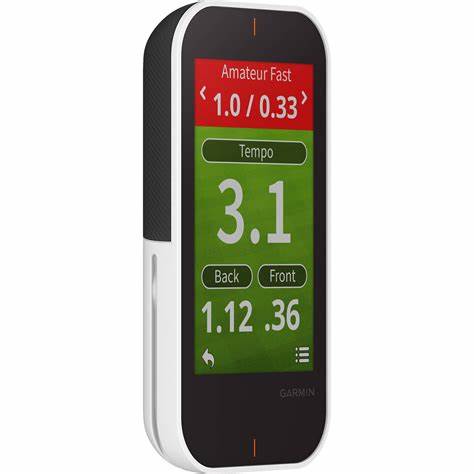 Amateur Fast
1.0 / 0.33
Tempo
3.1
Back Front
1.12 .36
GARMIN